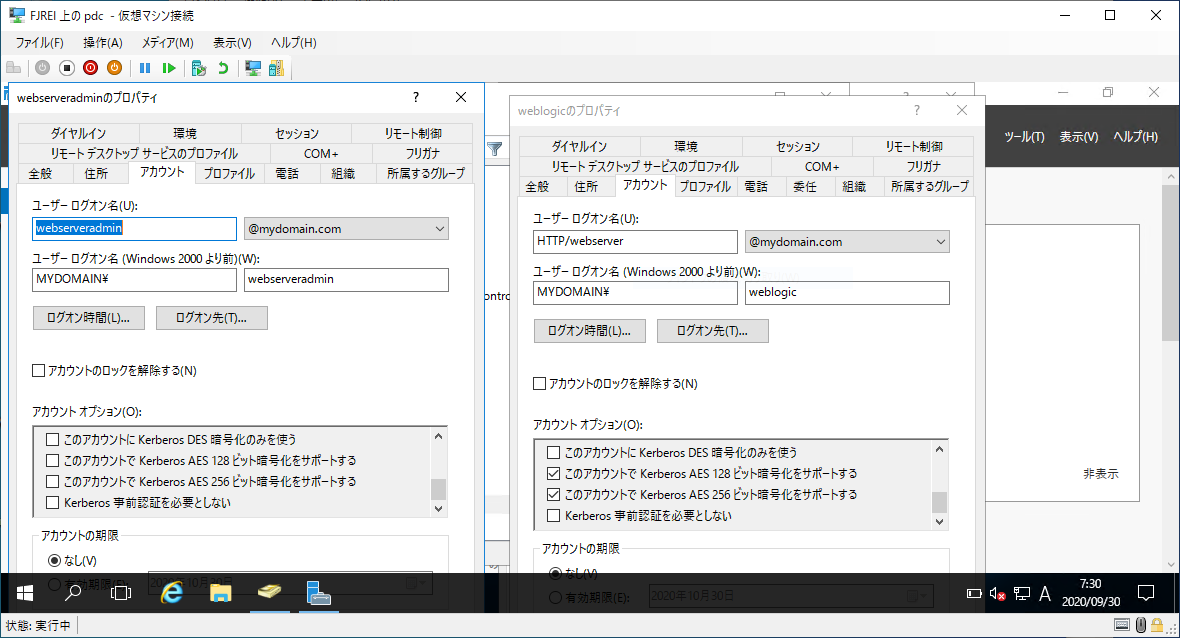 FJREI 上の pdc - 仮想マシン接続
ファイル(F) 操作(A) メディア(M) 表示(V) ヘルプ(H)
webserveradminのプロパティ ?
ダイヤルイン 環境 セッション リモート制御
リモート デスクトップ サービスのプロファイル COM+ フリガナ
全般 住所 アカウント プロファイル 電話 組織 所属するグループ
ユーザー ログオン名(U):
webserveradmin @mydomain.com
ユーザー ログオン名 (Windows 2000 より前)(W):
MYDOMAIN¥ webserveradmin
ログオン時間(L)... ログオン先(T)...
アカウントのロックを解除する(N)
アカウント オプション(O):
このアカウントに Kerberos DES 暗号化のみを使う
このアカウントで Kerberos AES 128 ビット暗号化をサポートする
このアカウントで Kerberos AES 256 ビット暗号化をサポートする
Kerberos 事前認証を必要としない
アカウントの期限
なし(V)
有効期限(E): 2020年10月30日
weblogicのプロパティ ?
ダイヤルイン 環境 セッション リモート制御
リモート デスクトップ サービスのプロファイル COM+ フリガナ
全般 住所 アカウント プロファイル 電話 委任 組織 所属するグループ
ユーザー ログオン名(U):
HTTP/webserver @mydomain.com
ユーザー ログオン名 (Windows 2000 より前)(W):
MYDOMAIN¥ weblogic
ログオン時間(L)... ログオン先(T)...
アカウントのロックを解除する(N)
アカウント オプション(O):
このアカウントに Kerberos DES 暗号化のみを使う
このアカウントで Kerberos AES 128 ビット暗号化をサポートする
このアカウントで Kerberos AES 256 ビット暗号化をサポートする
Kerberos 事前認証を必要としない
アカウントの期限
なし(V)
有効期限(E): 2020年10月30日
ontro
ツール(T) 表示(V) ヘルプ(H)
非表示
A
7:30
2020/09/30
状態: 実行中